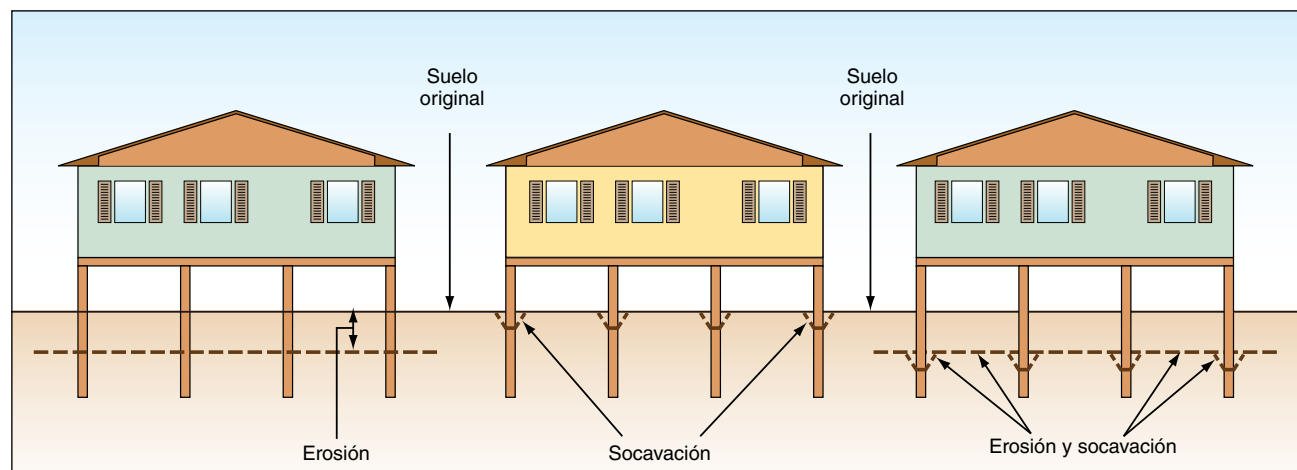 Suelo
original
Suelo
original
Erosión
Socavación
Erosión y socavación